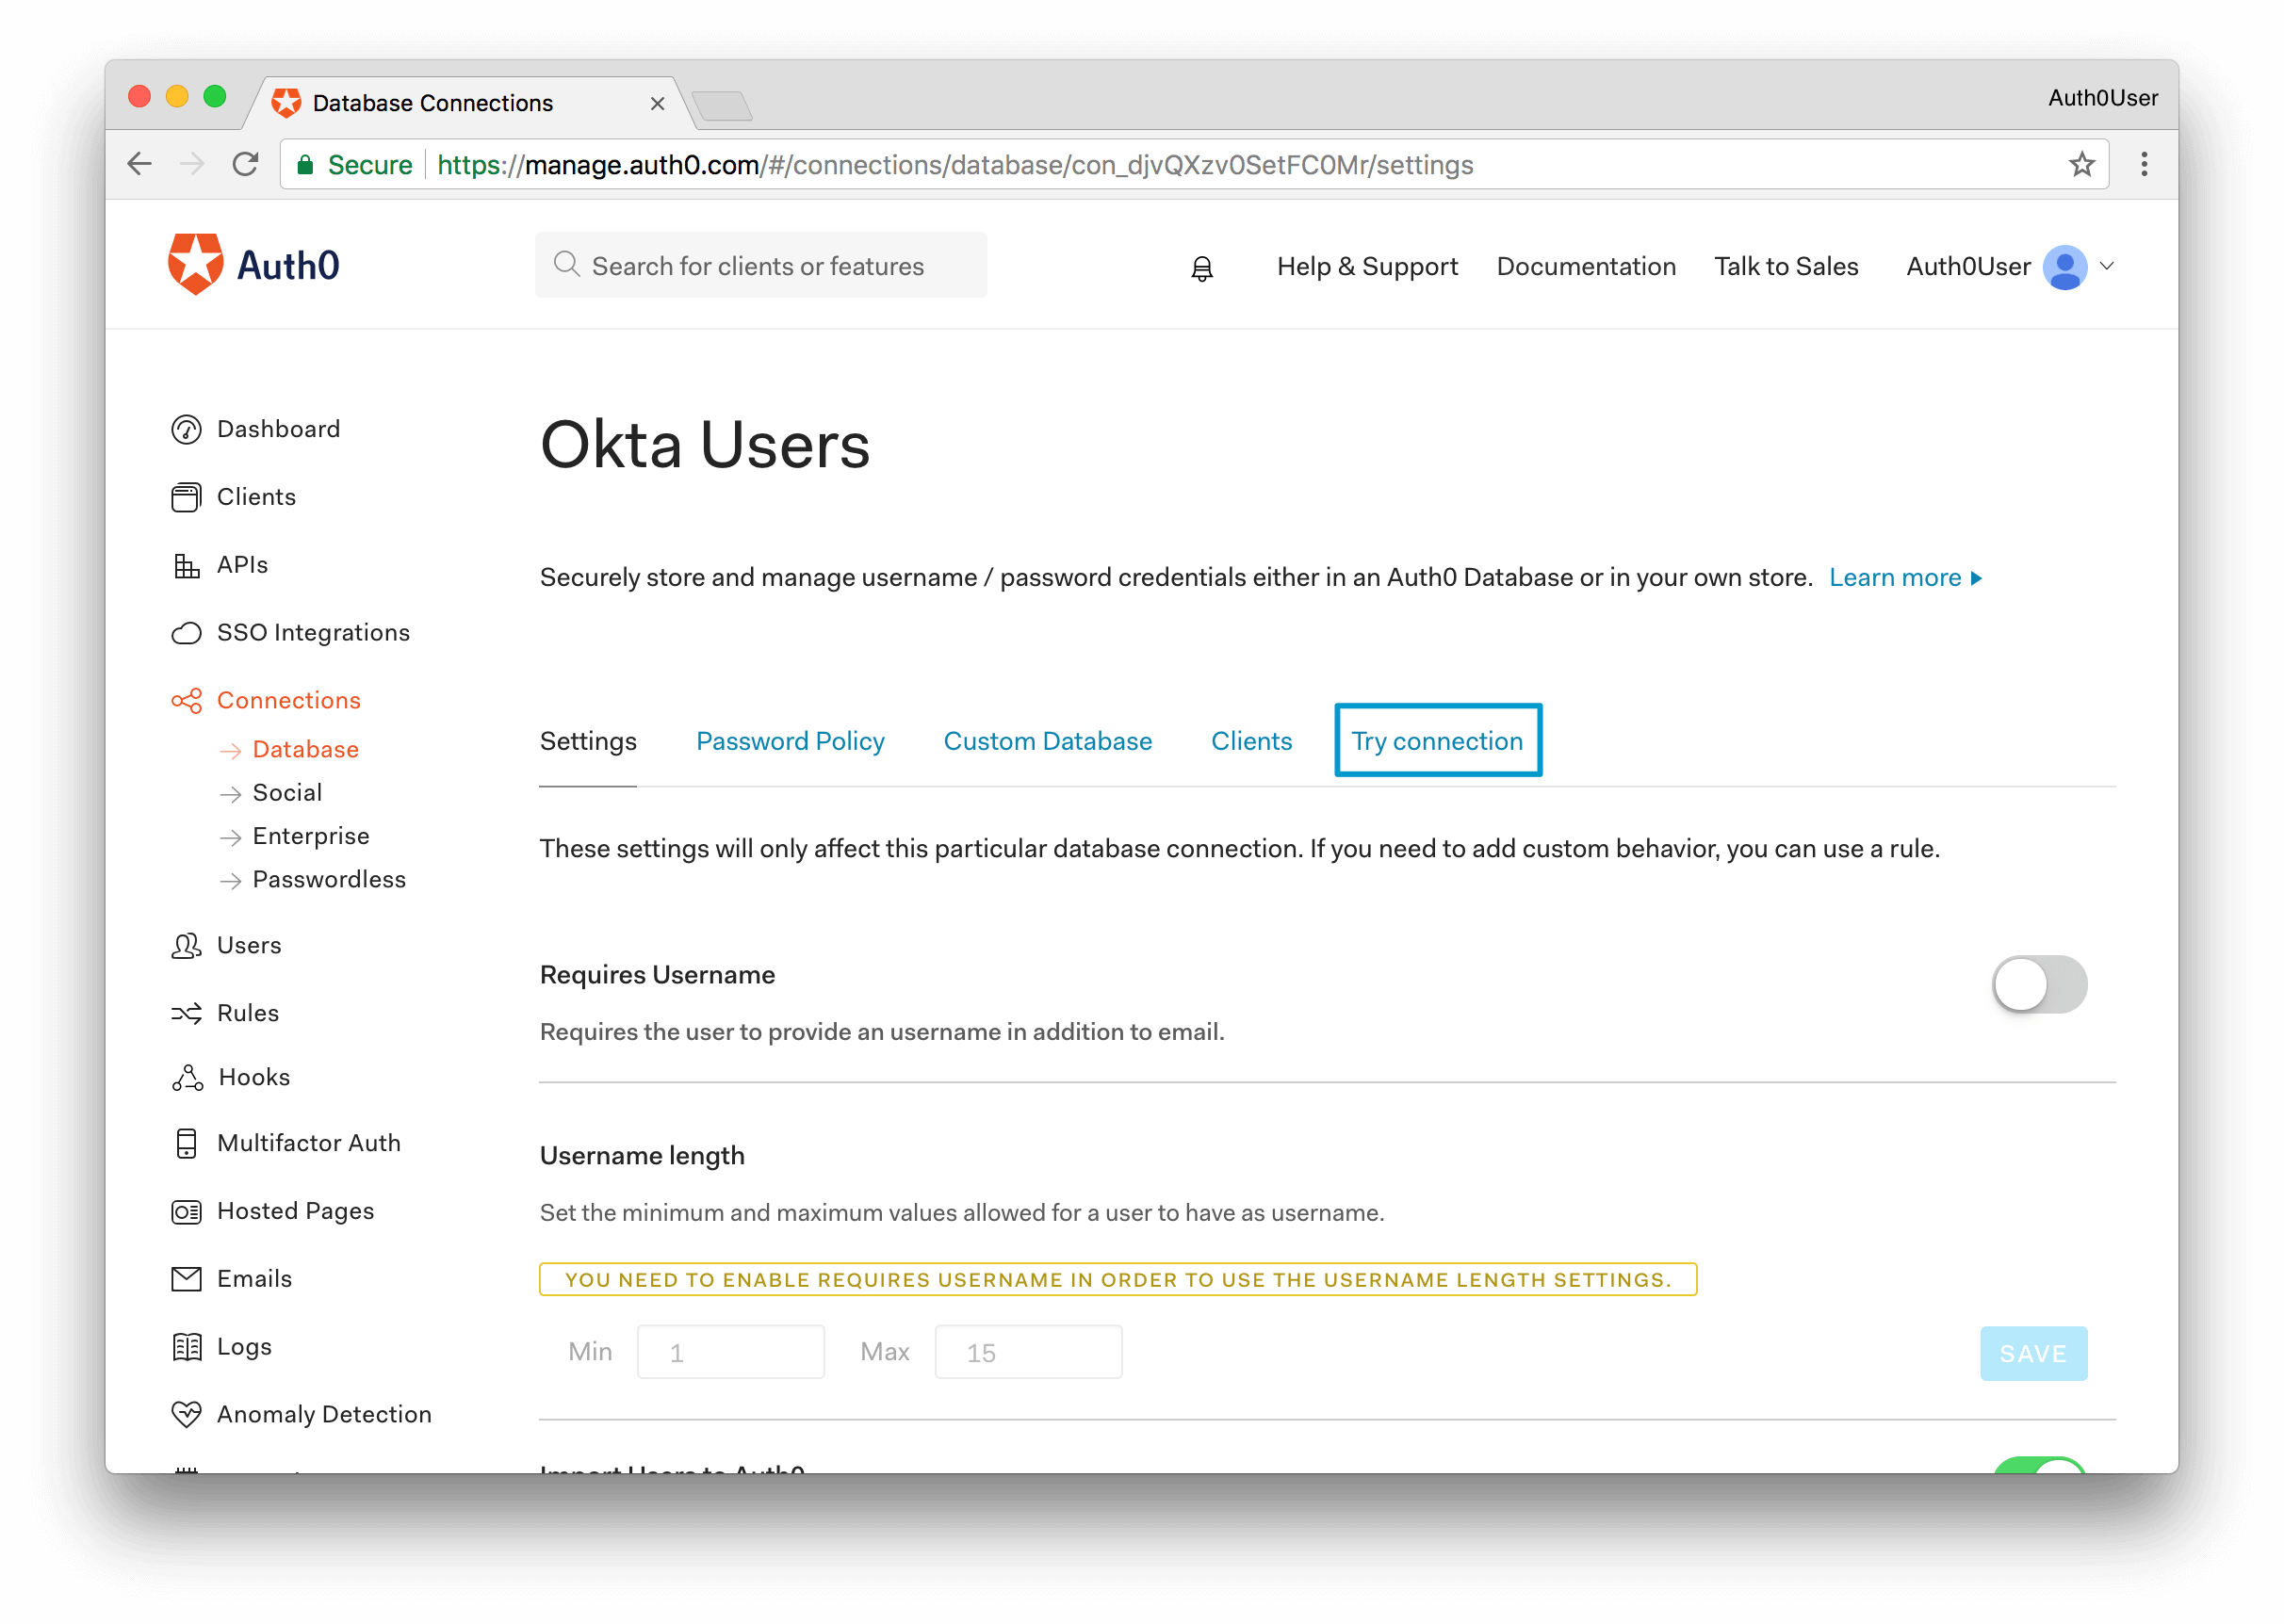 Database Connections
Auth0User
Secure https://manage.auth0.com/#/connections/database/con_djvQXzv0SetFC0Mr/settings
Auth0
Search for clients or features
Help & Support Documentation Talk to Sales Auth0User
Dashboard
Clients
APIs
SSO Integrations
Connections
Database
Social
Enterprise
Passwordless
Users
Rules
Hooks
Multifactor Auth
Hosted Pages
Emails
Logs
Anomaly Detection
Okta Users
Securely store and manage username / password credentials either in an Auth0 Database or in your own store. Learn more
Settings Password Policy Custom Database Clients Try connection
These settings will only affect this particular database connection. If you need to add custom behavior, you can use a rule.
Requires Username
Requires the user to provide an username in addition to email.
Username length
Set the minimum and maximum values allowed for a user to have as username.
YOU NEED TO ENABLE REQUIRES USERNAME IN ORDER TO USE THE USERNAME LENGTH SETTINGS.
Min 1 Max 15 SAVE
Import Users to Auth0